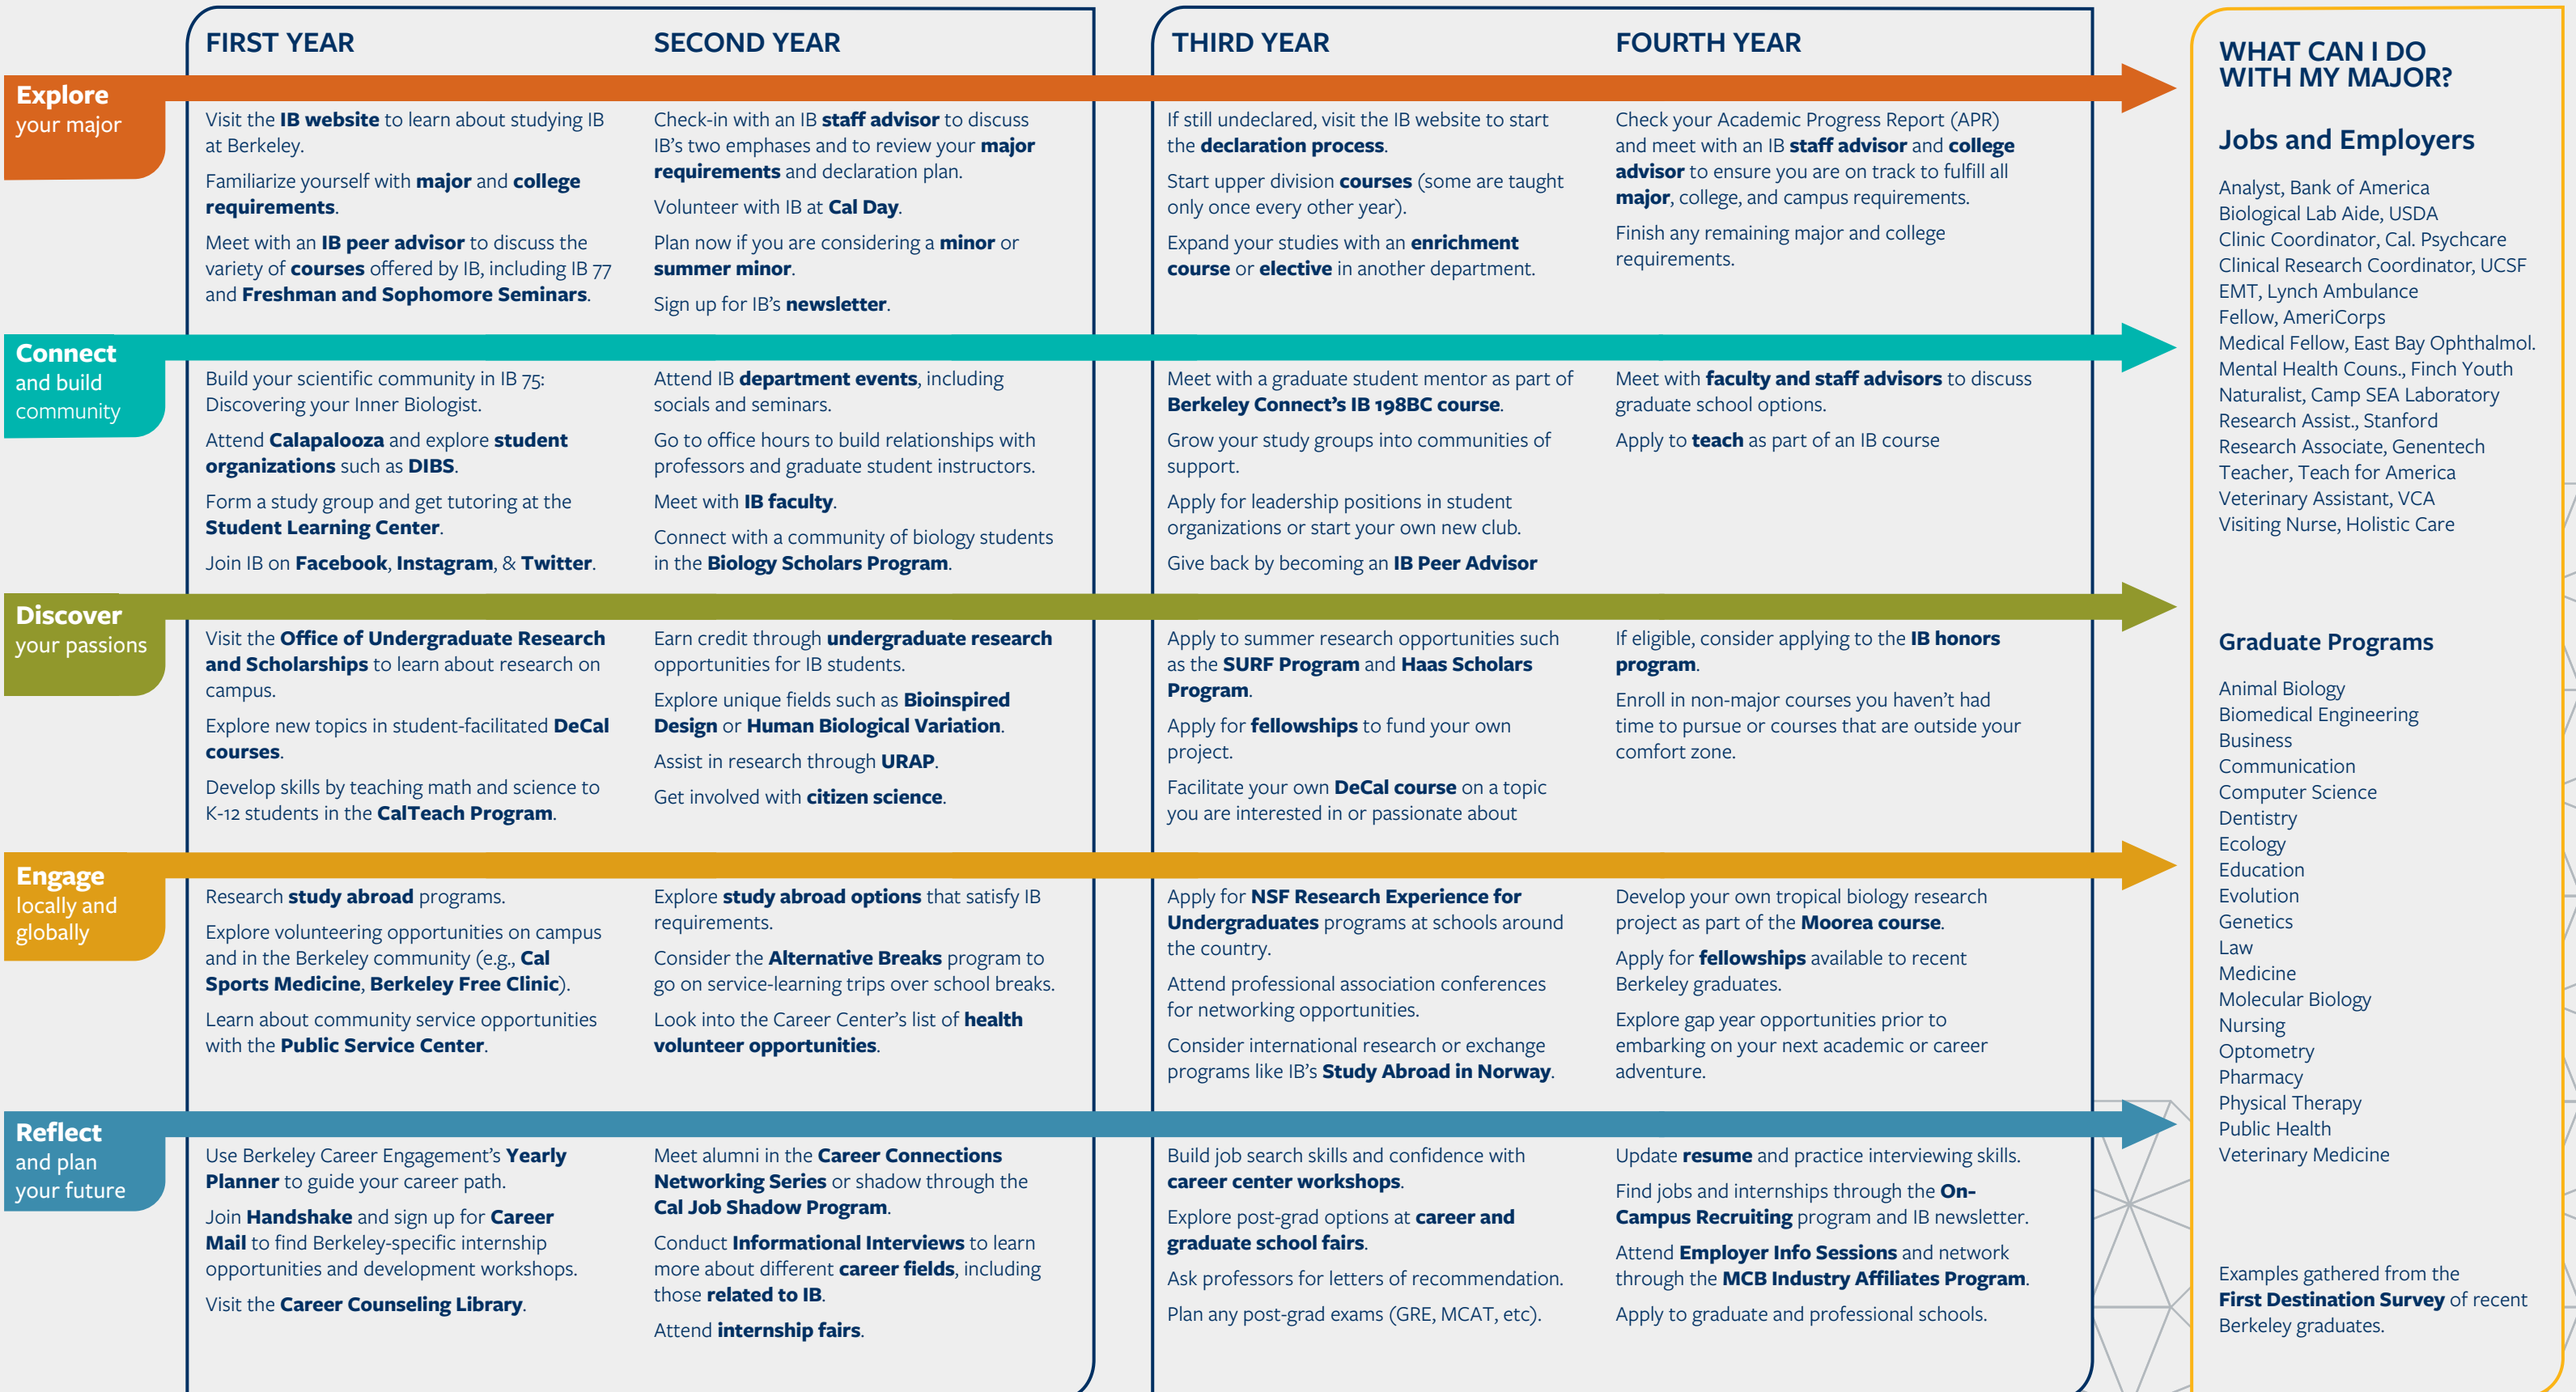 FIRST YEAR
SECOND YEAR
THIRD YEAR
FOURTH YEAR
Explore
your major
Visit the IB website to learn about studying IB
at Berkeley.
Familiarize yourself with major and college
requirements.
Meet with an IB peer advisor to discuss the
variety of courses offered by IB, including IB 77
and Freshman and Sophomore Seminars.
Check-in with an IB staff advisor to discuss
IB's two emphases and to review your major
requirements and declaration plan.
Volunteer with IB at Cal Day.
Plan now if you are considering a minor or
summer minor.
Sign up for IB's newsletter.
If still undeclared, visit the IB website to start
the declaration process.
Start upper division courses (some are taught
only once every other year).
Expand your studies with an enrichment
course or elective in another department.
Check your Academic Progress Report (APR)
and meet with an IB staff advisor and college
advisor to ensure you are on track to fulfill all
major, college, and campus requirements.
Finish any remaining major and college
requirements.
Connect
and build
community
Build your scientific community in IB 75:
Discovering your Inner Biologist.
Attend Calapalooza and explore student
organizations such as DIBS.
Form a study group and get tutoring at the
Student Learning Center.
Join IB on Facebook, Instagram, & Twitter.
Attend IB department events, including
socials and seminars.
Go to office hours to build relationships with
professors and graduate student instructors.
Meet with IB faculty.
Connect with a community of biology students
in the Biology Scholars Program.
Meet with a graduate student mentor as part of
Berkeley Connect's IB 198BC course.
Grow your study groups into communities of
support.
Apply for leadership positions in student
organizations or start your own new club.
Give back by becoming an IB Peer Advisor
Meet with faculty and staff advisors to discuss
graduate school options.
Apply to teach as part of an IB course
Discover
your passions
Visit the Office of Undergraduate Research
and Scholarships to learn about research on
campus.
Explore new topics in student-facilitated DeCal
courses.
Develop skills by teaching math and science to
K-12 students in the CalTeach Program.
Earn credit through undergraduate research
opportunities for IB students.
Explore unique fields such as Bioinspired
Design or Human Biological Variation.
Assist in research through URAP.
Get involved with citizen science.
Apply to summer research opportunities such
as the SURF Program and Haas Scholars
Program.
Apply for fellowships to fund your own
project.
Facilitate your own DeCal course on a topic
you are interested in or passionate about
If eligible, consider applying to the IB honors
program.
Enroll in non-major courses you haven't had
time to pursue or courses that are outside your
comfort zone.
Engage
locally and
globally
Research study abroad programs.
Explore volunteering opportunities on campus
and in the Berkeley community (e.g., Cal
Sports Medicine, Berkeley Free Clinic).
Learn about community service opportunities
with the Public Service Center.
Explore study abroad options that satisfy IB
requirements.
Consider the Alternative Breaks program to
go on service-learning trips over school breaks.
Look into the Career Center's list of health
volunteer opportunities.
Apply for NSF Research Experience for
Undergraduates programs at schools around
the country.
Attend professional association conferences
for networking opportunities.
Consider international research or exchange
programs like IB's Study Abroad in Norway.
Develop your own tropical biology research
project as part of the Moorea course.
Apply for fellowships available to recent
Berkeley graduates.
Explore gap year opportunities prior to
embarking on your next academic or career
adventure.
Reflect
and plan
your future
Use Berkeley Career Engagement's Yearly
Planner to guide your career path.
Join Handshake and sign up for Career
Mail to find Berkeley-specific internship
opportunities and development workshops.
Visit the Career Counseling Library.
Meet alumni in the Career Connections
Networking Series or shadow through the
Cal Job Shadow Program.
Conduct Informational Interviews to learn
more about different career fields, including
those related to IB.
Attend internship fairs.
Build job search skills and confidence with
career center workshops.
Explore post-grad options at career and
graduate school fairs.
Ask professors for letters of recommendation.
Plan any post-grad exams (GRE, MCAT, etc).
Update resume and practice interviewing skills.
Find jobs and internships through the On-
Campus Recruiting program and IB newsletter.
Attend Employer Info Sessions and network
through the MCB Industry Affiliates Program.
Apply to graduate and professional schools.
WHAT CAN I DO
WITH MY MAJOR?
Jobs and Employers
Analyst, Bank of America
Biological Lab Aide, USDA
Clinic Coordinator, Cal. Psychcare
Clinical Research Coordinator, UCSF
EMT, Lynch Ambulance
Fellow, AmeriCorps
Medical Fellow, East Bay Ophthalmol.
Mental Health Couns., Finch Youth
Naturalist, Camp SEA Laboratory
Research Assist., Stanford
Research Associate, Genentech
Teacher, Teach for America
Veterinary Assistant, VCA
Visiting Nurse, Holistic Care
Graduate Programs
Animal Biology
Biomedical Engineering
Business
Communication
Computer Science
Dentistry
Ecology
Education
Evolution
Genetics
Law
Medicine
Molecular Biology
Nursing
Optometry
Pharmacy
Physical Therapy
Public Health
Veterinary Medicine
Examples gathered from the
First Destination Survey of recent
Berkeley graduates.